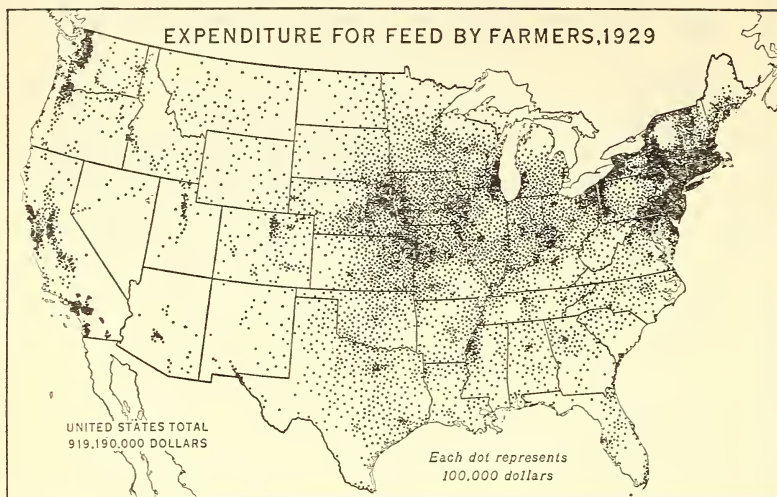 EXPENDITURE FOR FEED BY FARMERS, 1929
UNITED STATES TOTAL
919,190,000 DOLLARS
Each dot represents
100,000 dollars